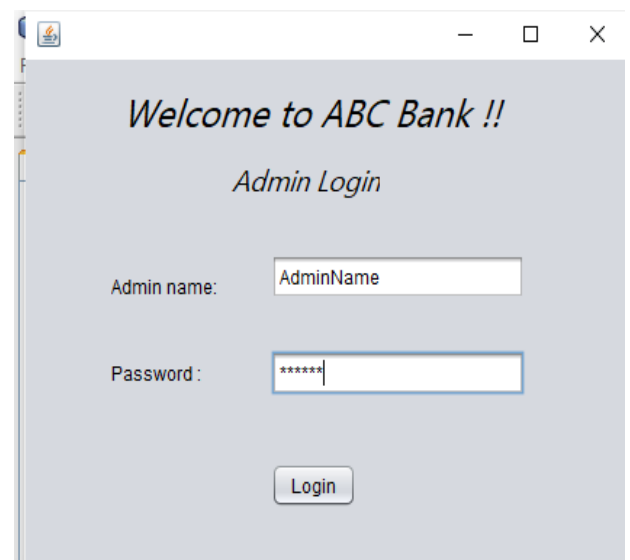 Welcome to ABC Bank !!
Admin Login
Admin name:
AdminName
Password :
******
Login